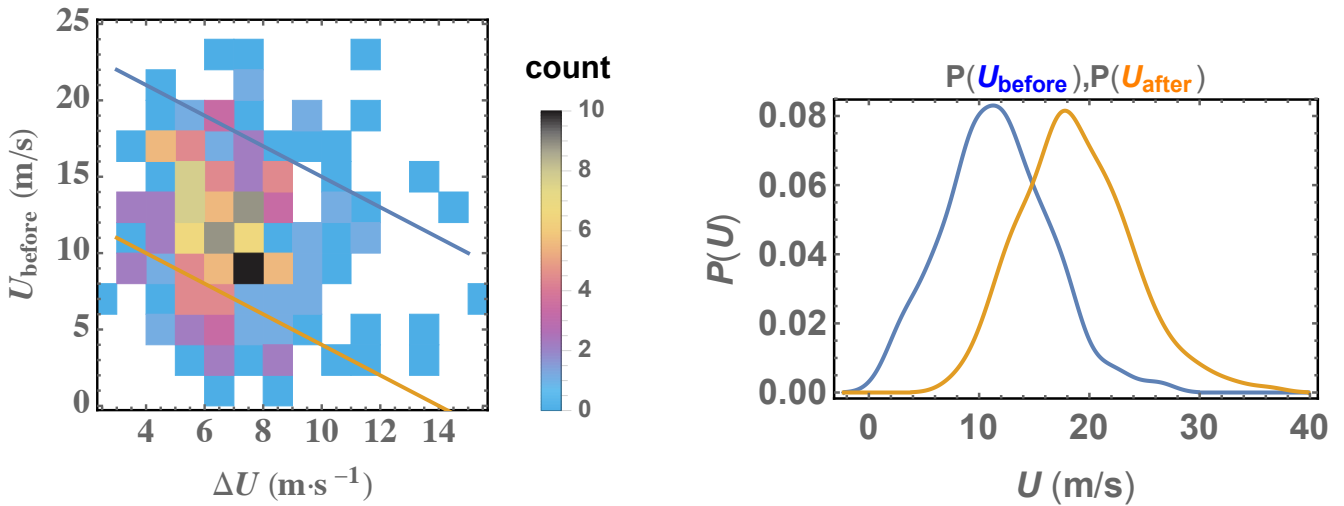 25
20
15
10
5
0
U_before (m/s)
4 6 8 10 12 14
ΔU (m·s⁻¹)
count
10
8
6
4
2
0
P(U_before),P(U_after)
0.08
0.06
0.04
0.02
0.00
P(U)
0 10 20 30 40
U (m/s)